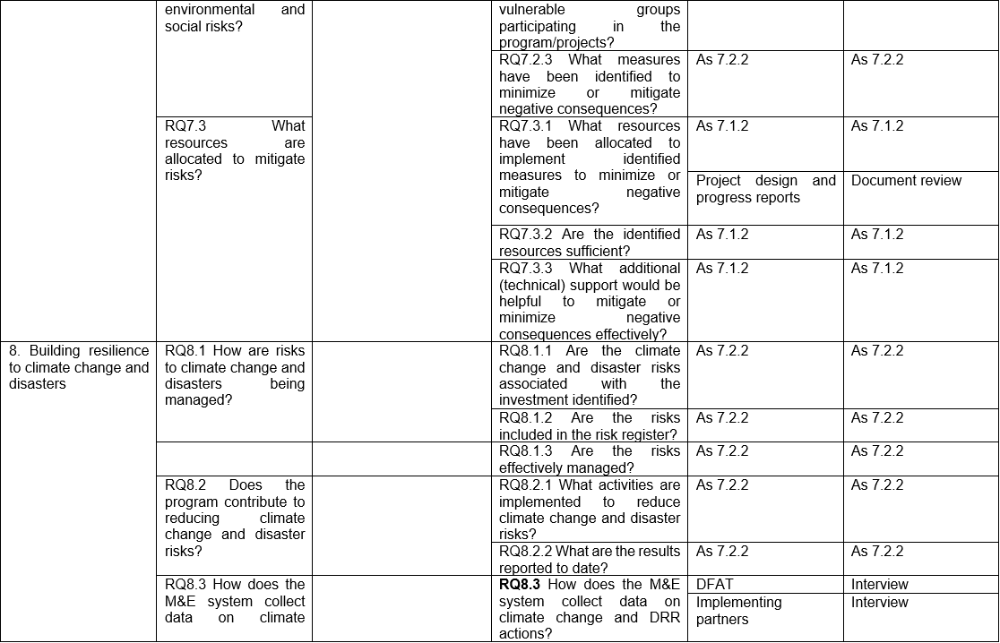 environmental and
social risks?
vulnerable groups
participating in the
program/projects?
RQ7.2.3 What measures
have been identified to
minimize or mitigate
negative consequences?
As 7.2.2
As 7.2.2
RQ7.3 What
resources are
allocated to mitigate
risks?
RQ7.3.1 What resources
have been allocated to
implement identified
measures to minimize or
mitigate negative
consequences?
As 7.1.2
As 7.1.2
Project design and
progress reports
Document review
RQ7.3.2 Are the identified
resources sufficient?
As 7.1.2
As 7.1.2
RQ7.3.3 What additional
(technical) support would be
helpful to mitigate or
minimize negative
consequences effectively?
As 7.1.2
As 7.1.2
8. Building resilience
to climate change and
disasters
RQ8.1 How are risks
to climate change and
disasters being
managed?
RQ8.1.1 Are the climate
change and disaster risks
associated with the
investment identified?
As 7.2.2
As 7.2.2
RQ8.1.2 Are the risks
included in the risk register?
As 7.2.2
As 7.2.2
RQ8.1.3 Are the risks
effectively managed?
As 7.2.2
As 7.2.2
RQ8.2 Does the
program contribute to
reducing climate
change and disaster
risks?
RQ8.2.1 What activities are
implemented to reduce
climate change and disaster
risks?
As 7.2.2
As 7.2.2
RQ8.2.2 What are the results
reported to date?
As 7.2.2
As 7.2.2
RQ8.3 How does the
M&E system collect
data on climate
RQ8.3 How does the M&E
system collect data on
climate change and DRR
actions?
DFAT
Interview
Implementing
partners
Interview